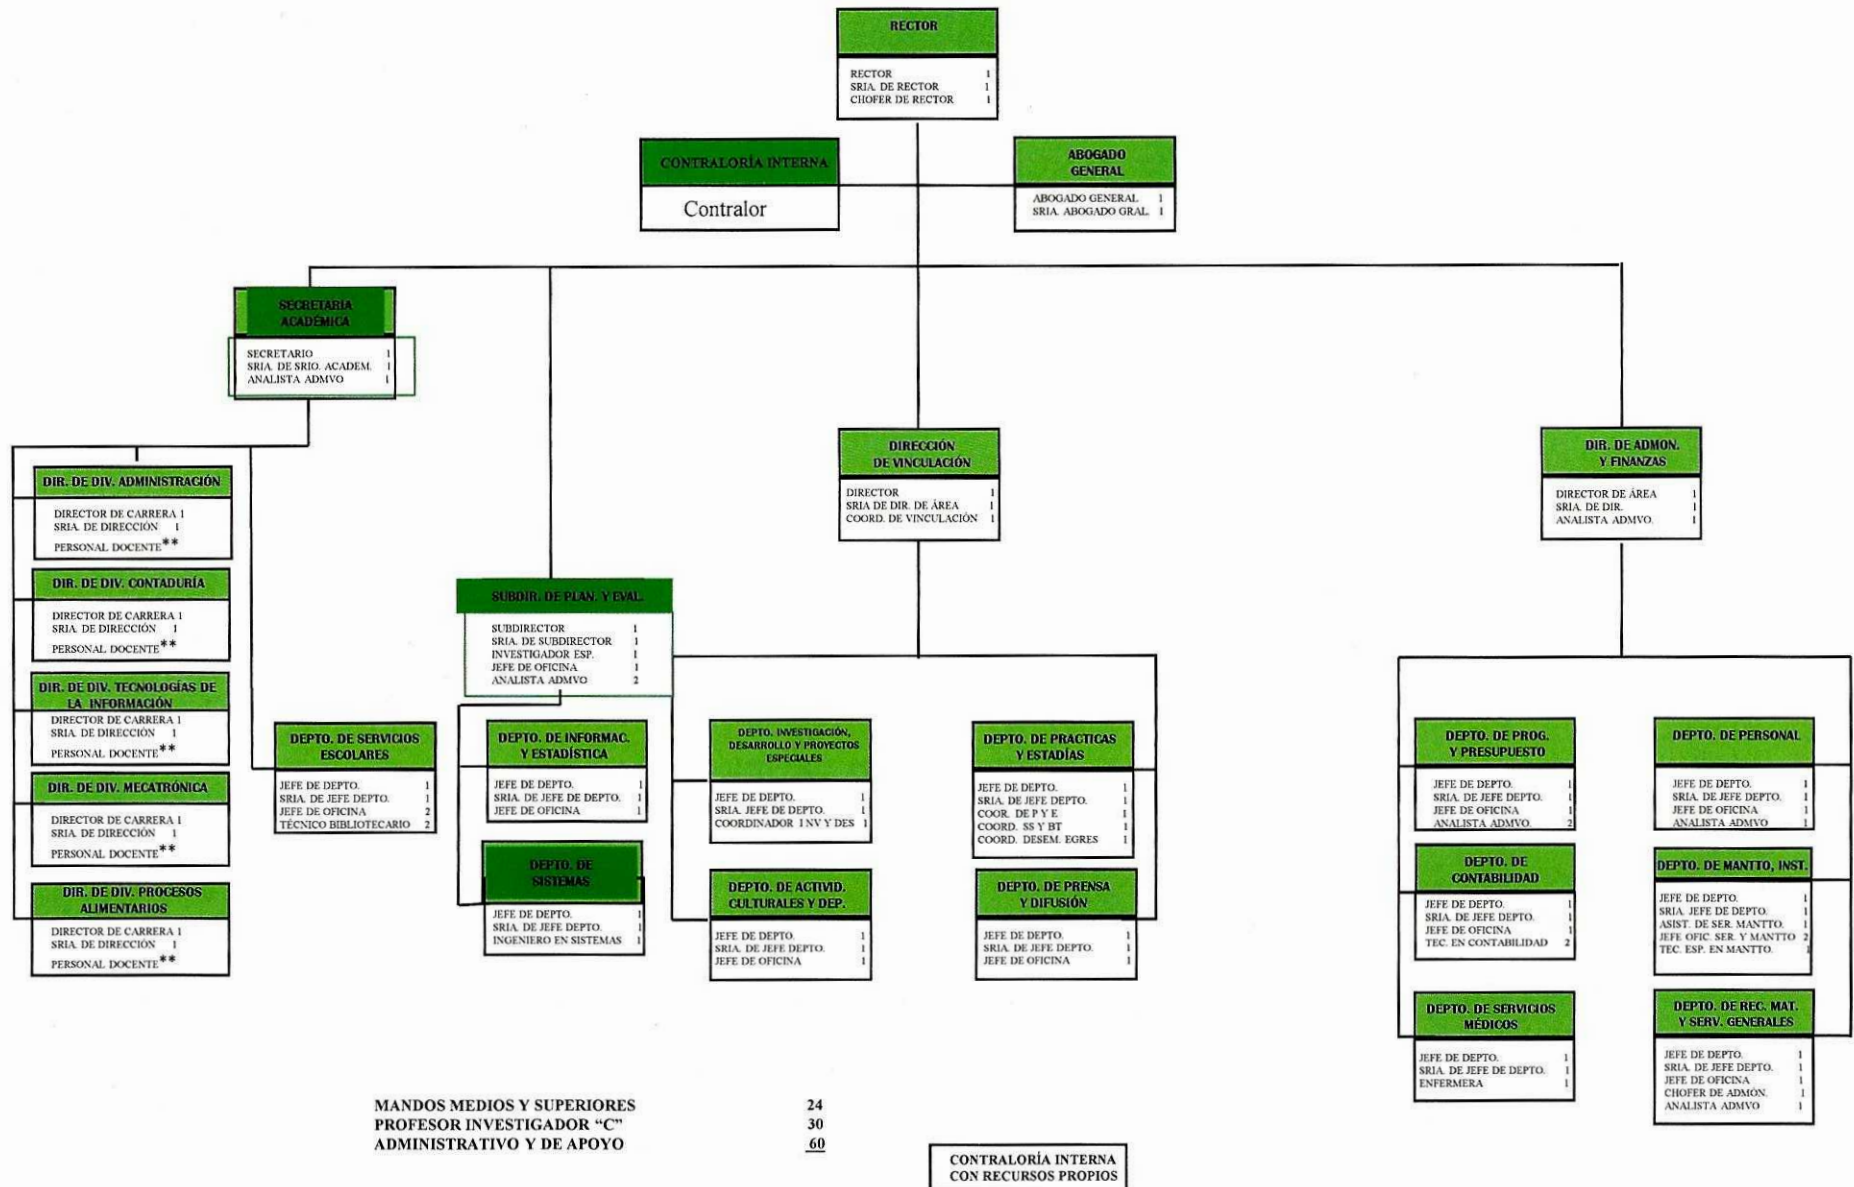 RECTOR
RECTOR 1
SRIA. DE RECTOR 1
CHOFER DE RECTOR 1
CONTRALORÍA INTERNA
Contralor
ABOGADO
GENERAL
ABOGADO GENERAL 1
SRIA. ABOGADO GRAL. 1
SECRETARIA
ACADÉMICA
SECRETARIO 1
SRIA. DE SRIO. ACADEM. 1
ANALISTA ADMVO 1
DIRECCIÓN
DE VINCULACIÓN
DIRECTOR 1
SRIA DE DIR. DE ÁREA 1
COORD. DE VINCULACIÓN 1
DIR. DE ADMON.
Y FINANZAS
DIRECTOR DE ÁREA 1
SRIA. DE DIR. 1
ANALISTA ADMVO. 1
DIR. DE DIV. ADMINISTRACIÓN
DIRECTOR DE CARRERA 1
SRIA. DE DIRECCIÓN 1
PERSONAL DOCENTE**
DIR. DE DIV. CONTADURÍA
DIRECTOR DE CARRERA 1
SRIA. DE DIRECCIÓN 1
PERSONAL DOCENTE**
DIR. DE DIV. TECNOLOGÍAS DE
LA INFORMACIÓN
DIRECTOR DE CARRERA 1
SRIA. DE DIRECCIÓN 1
PERSONAL DOCENTE**
DIR. DE DIV. MECATRÓNICA
DIRECTOR DE CARRERA 1
SRIA. DE DIRECCIÓN 1
PERSONAL DOCENTE**
DIR. DE DIV. PROCESOS
ALIMENTARIOS
DIRECTOR DE CARRERA 1
SRIA. DE DIRECCIÓN 1
PERSONAL DOCENTE**
DEPTO. DE SERVICIOS
ESCOLARES
JEFE DE DEPTO. 1
SRIA. DE JEFE DEPTO. 1
JEFE DE OFICINA 2
TÉCNICO BIBLIOTECARIO 2
SUBDIR. DE PLAN. Y EVAL.
SUBDIRECTOR 1
SRIA. DE SUBDIRECTOR 1
INVESTIGADOR ESP. 1
JEFE DE OFICINA 1
ANALISTA ADMVO 2
DEPTO. DE INFORMAC.
Y ESTADÍSTICA
JEFE DE DEPTO. 1
SRIA. DE JEFE DE DEPTO. 1
JEFE DE OFICINA 1
DEPTO. DE
SISTEMAS
JEFE DE DEPTO. 1
SRIA. DE JEFE DEPTO. 1
INGENIERO EN SISTEMAS 1
DEPTO. INVESTIGACIÓN,
DESARROLLO Y PROYECTOS
ESPECIALES
JEFE DE DEPTO. 1
SRIA. JEFE DE DEPTO. 1
COORDINADOR I NV Y DES 1
DEPTO. DE ACTIVID.
CULTURALES Y DEP.
JEFE DE DEPTO. 1
SRIA. DE JEFE DEPTO. 1
JEFE DE OFICINA 1
DEPTO. DE PRACTICAS
Y ESTADÍAS
JEFE DE DEPTO. 1
SRIA. DE JEFE DEPTO. 1
COOR. DE P Y E 1
COORD. SS Y BT 1
COORD. DESEM. EGRES 1
DEPTO. DE PRENSA
Y DIFUSIÓN
JEFE DE DEPTO. 1
SRIA. DE JEFE DEPTO. 1
JEFE DE OFICINA 1
DEPTO. DE PROG.
Y PRESUPUESTO
JEFE DE DEPTO. 1
SRIA. DE JEFE DEPTO. 1
JEFE DE OFICINA 1
ANALISTA ADMVO. 2
DEPTO. DE
CONTABILIDAD
JEFE DE DEPTO. 1
SRIA. DE JEFE DEPTO. 1
JEFE DE OFICINA 1
TEC. EN CONTABILIDAD 2
DEPTO. DE SERVICIOS
MÉDICOS
JEFE DE DEPTO. 1
SRIA. DE JEFE DE DEPTO. 1
ENFERMERA 1
DEPTO. DE PERSONAL
JEFE DE DEPTO. 1
SRIA. DE JEFE DEPTO. 1
JEFE DE OFICINA 1
ANALISTA ADMVO 1
DEPTO. DE MANTTO, INST.
JEFE DE DEPTO. 1
SRIA. JEFE DE DEPTO. 1
ASIST. DE SER. MANTTO. 1
JEFE OFIC. SER. Y MANTTO 2
TEC. ESP. EN MANTTO. 1
DEPTO. DE REC. MAT.
Y SERV. GENERALES
JEFE DE DEPTO. 1
SRIA. DE JEFE DEPTO. 1
JEFE DE OFICINA 1
CHOFER DE ADMÓN. 1
ANALISTA ADMVO 1
MANDOS MEDIOS Y SUPERIORES 24
PROFESOR INVESTIGADOR “C” 30
ADMINISTRATIVO Y DE APOYO 60
CONTRALORÍA INTERNA
CON RECURSOS PROPIOS